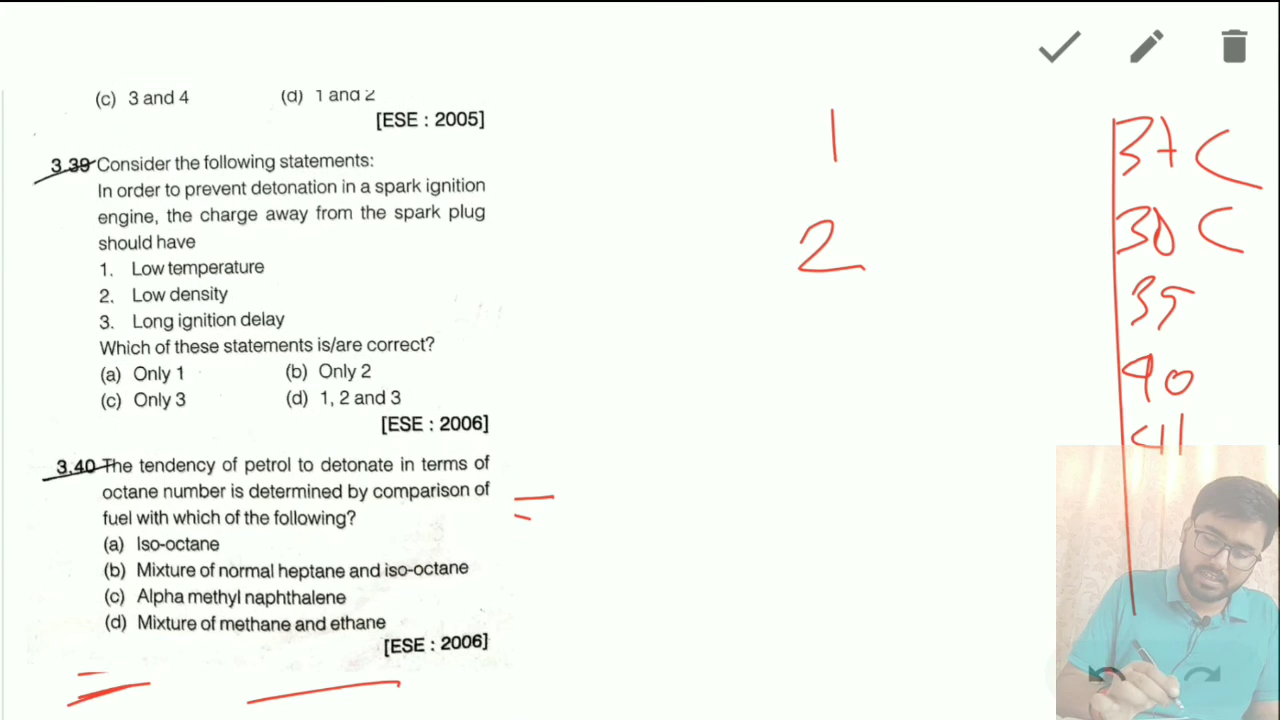 (c) 3 and 4 (d) 1 and 2
[ESE : 2005]
3.39 Consider the following statements:
In order to prevent detonation in a spark ignition
engine, the charge away from the spark plug
should have
1. Low temperature
2. Low density
3. Long ignition delay
Which of these statements is/are correct?
(a) Only 1 (b) Only 2
(c) Only 3 (d) 1, 2 and 3
[ESE : 2006]
3.40 The tendency of petrol to detonate in terms of
octane number is determined by comparison of
fuel with which of the following?
(a) Iso-octane
(b) Mixture of normal heptane and iso-octane
(c) Alpha methyl naphthalene
(d) Mixture of methane and ethane
[ESE : 2006]
1
2
37 C
30 C
39
40
41